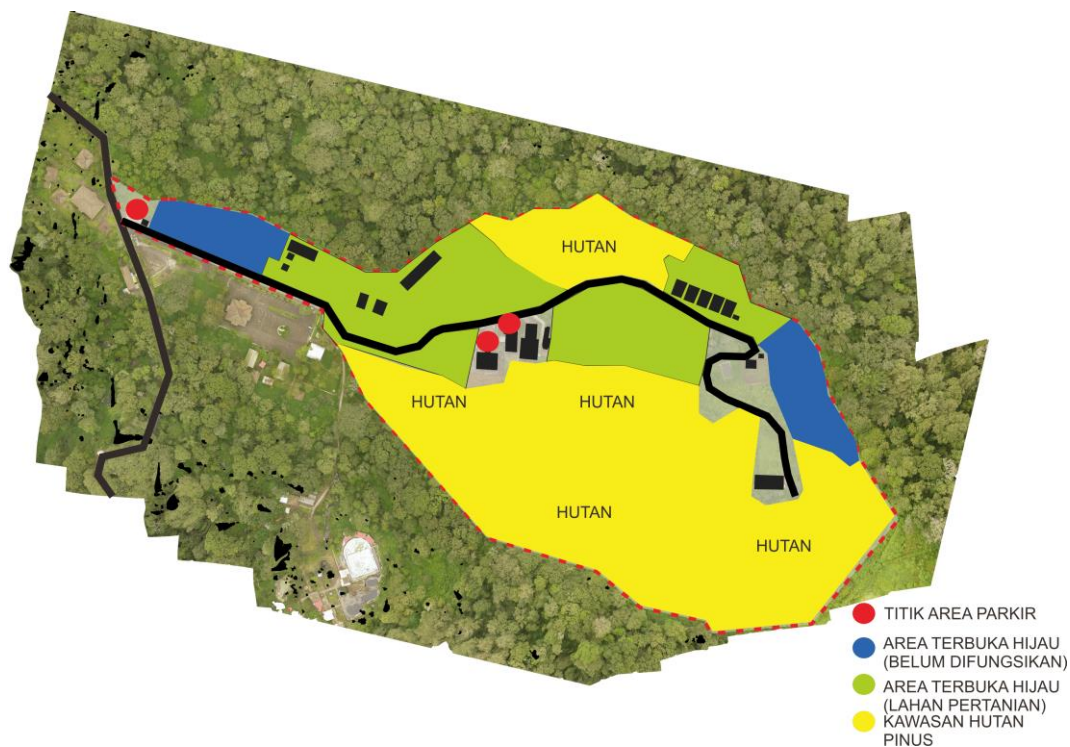 HUTAN
HUTAN
HUTAN
HUTAN
HUTAN
TITIK AREA PARKIR
AREA TERBUKA HIJAU
(BELUM DIFUNGSIKAN)
AREA TERBUKA HIJAU
(LAHAN PERTANIAN)
KAWASAN HUTAN
PINUS